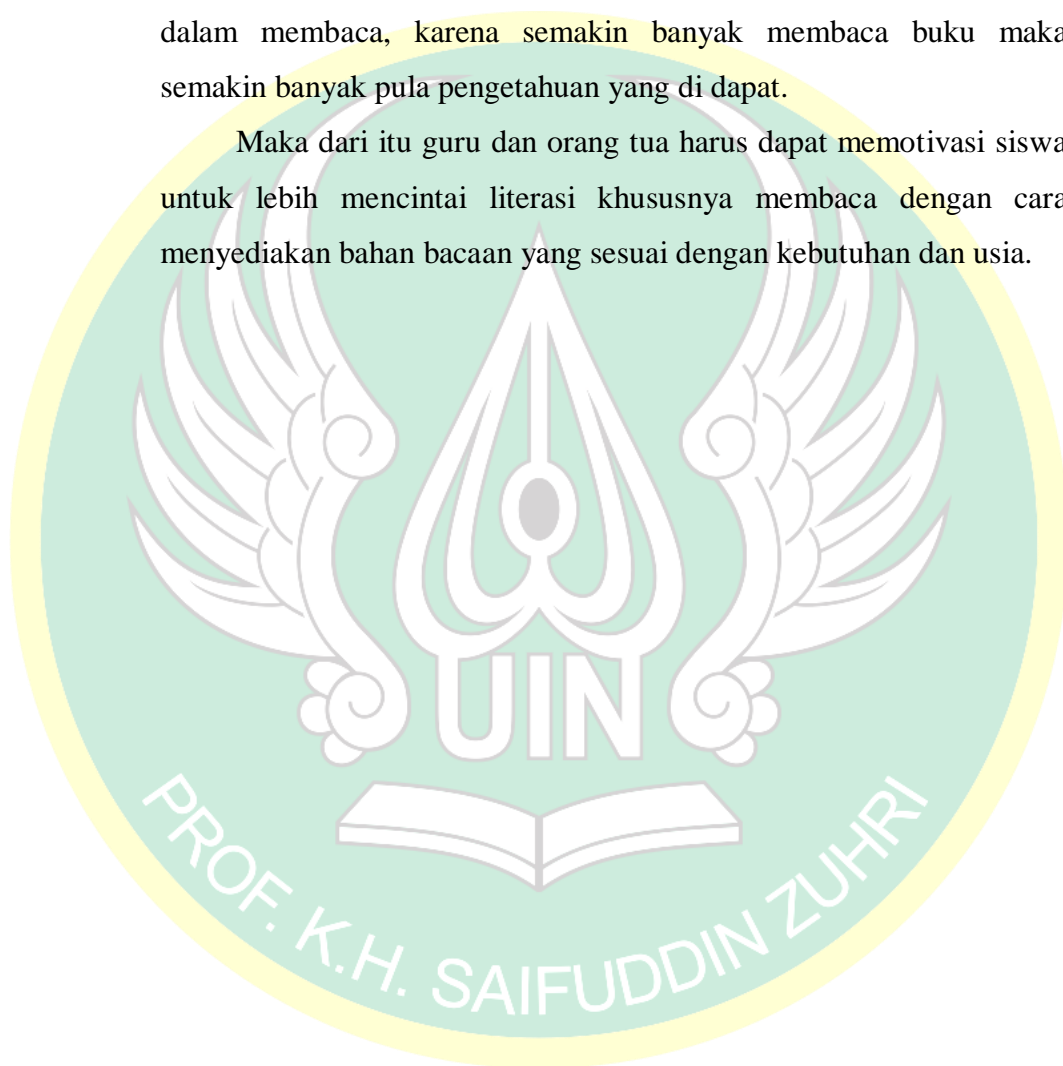 dalam membaca, karena semakin banyak membaca buku maka
semakin banyak pula pengetahuan yang di dapat.
Maka dari itu guru dan orang tua harus dapat memotivasi siswa
untuk lebih mencintai literasi khususnya membaca dengan cara
menyediakan bahan bacaan yang sesuai dengan kebutuhan dan usia.
UIN
PROF. K.H. SAIFUDDIN ZUHRI